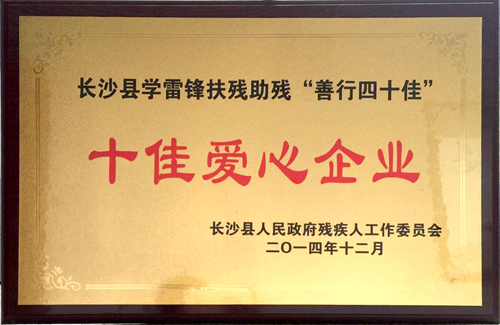 长沙县学雷锋扶残助残“善行四十佳”
十佳爱心企业
长沙县人民政府残疾人工作委员会
二〇一四年十二月